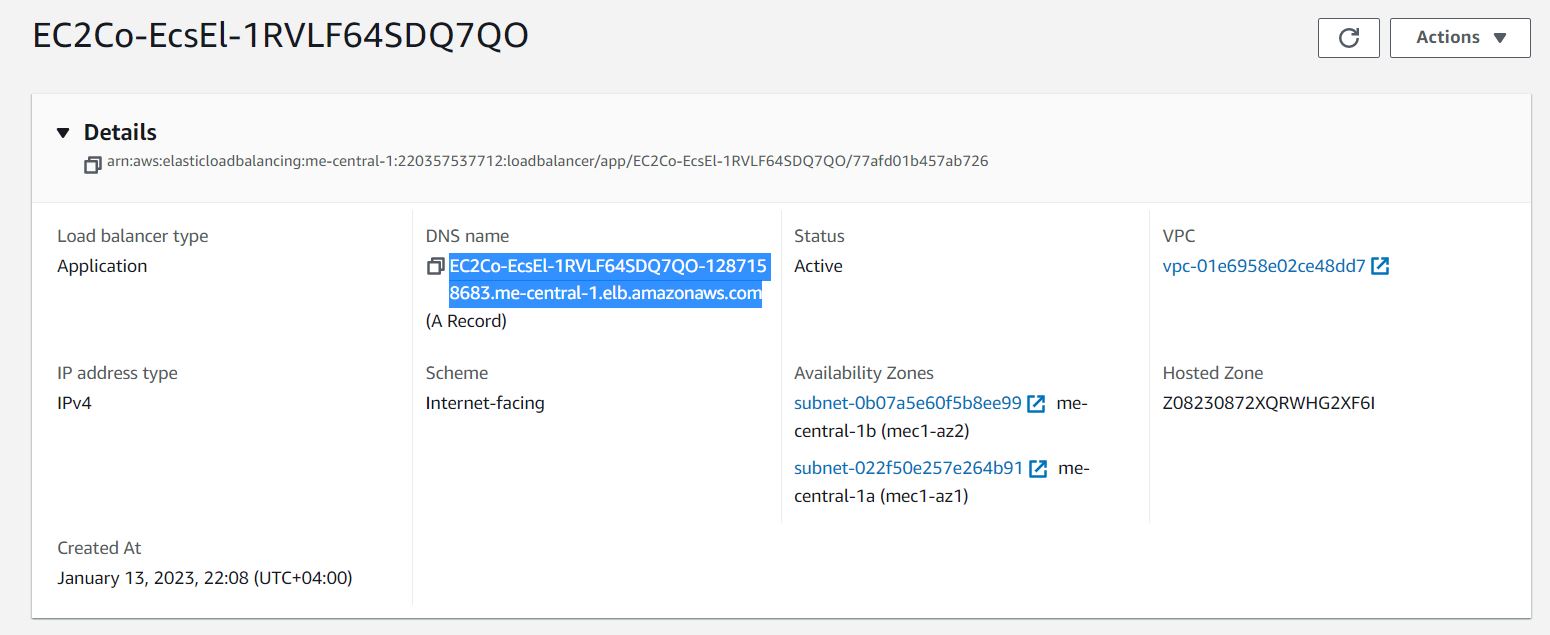 EC2Co-EcsEl-1RVLF64SDQ7QO
Actions
Details
arn:aws:elasticloadbalancing:me-central-1:220357537712:loadbalancer/app/EC2Co-EcsEl-1RVLF64SDQ7QO/77afd01b457ab726
Load balancer type
Application
DNS name
EC2Co-EcsEl-1RVLF64SDQ7QO-128715
8683.me-central-1.elb.amazonaws.com
(A Record)
Status
Active
VPC
vpc-01e6958e02ce48dd7
IP address type
IPv4
Scheme
Internet-facing
Availability Zones
subnet-0b07a5e60f5b8ee99 me-
central-1b (mec1-az2)
subnet-022f50e257e264b91 me-
central-1a (mec1-az1)
Hosted Zone
Z08230872XQRWHG2XF6I
Created At
January 13, 2023, 22:08 (UTC+04:00)